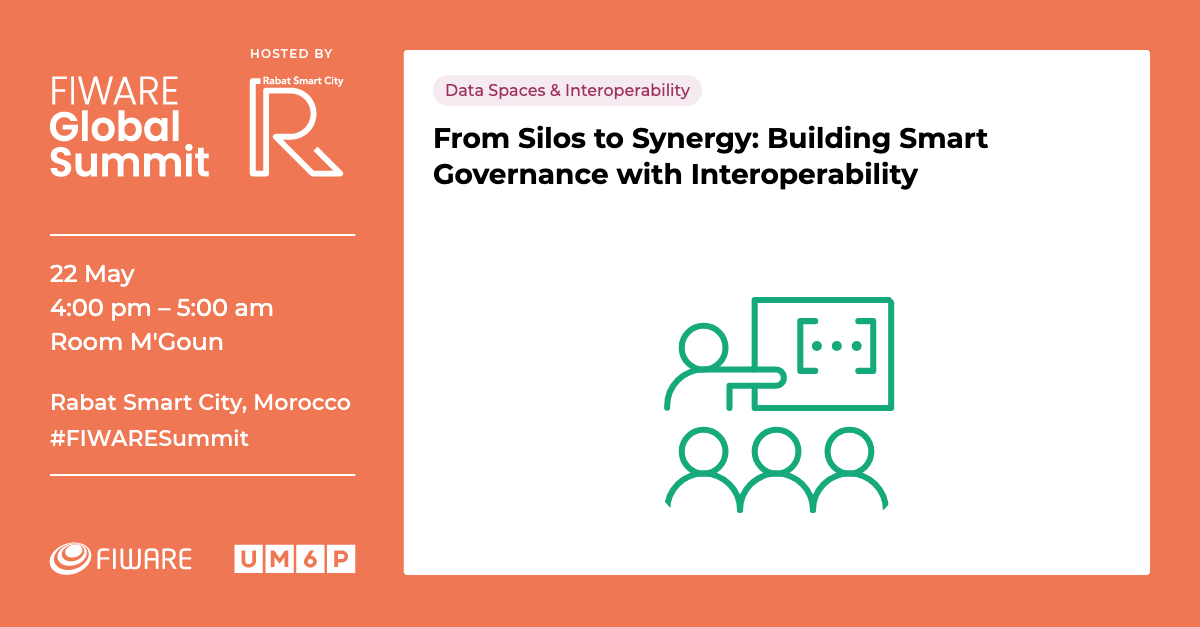 HOSTED BY
FIWARE
Global
Summit
Rabat Smart City
R
22 May
4:00 pm – 5:00 am
Room M'Goun
Rabat Smart City, Morocco
#FIWARESummit
FIWARE
UM6P
Data Spaces & Interoperability
From Silos to Synergy: Building Smart
Governance with Interoperability